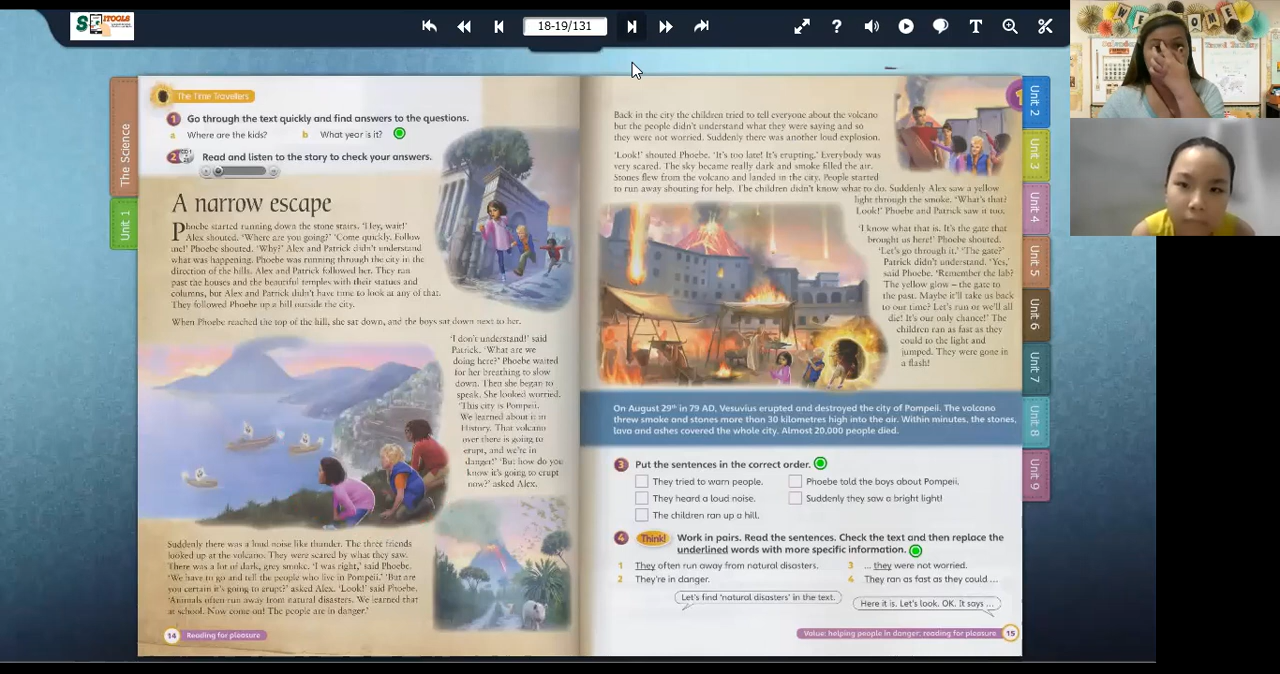 S ITOOLS
18-19/131
?
T
WELCOME
The Science
Unit 1
The Time Travellers
1 Go through the text quickly and find answers to the questions.
a Where are the kids? b What year is it?
2 Read and listen to the story to check your answers.
A narrow escape
Phoebe started running down the stone stairs. 'Hey, wait!'
Alex shouted. 'Where are you going?' 'Come quickly. Follow
me!' Phoebe shouted. 'Why?' Alex and Patrick didn't understand
what was happening. Phoebe was running through the city in the
direction of the hills. Alex and Patrick followed her. They ran
past the houses and the beautiful temples with their statues and
columns, but Alex and Patrick didn't have time to look at any of that.
They followed Phoebe up a hill outside the city.
When Phoebe reached the top of the hill, she sat down, and the boys sat down next to her.
'I don't understand!' said
Patrick. 'What are we
doing here?' Phoebe waited
for her breathing to slow
down. Then she began to
speak. She looked worried.
'This city is Pompeii.
We learned about it in
History. That volcano
over there is going to
erupt, and we're in
danger!' 'But how do you
know it's going to erupt
now?' asked Alex.
Suddenly there was a loud noise like thunder. The three friends
looked up at the volcano. They were scared by what they saw.
There was a lot of dark, grey smoke. 'I was right,' said Phoebe.
'We have to go and tell the people who live in Pompeii.' 'But are
you certain it's going to erupt?' asked Alex. 'Look!' said Phoebe.
'Animals often run away from natural disasters. We learned that
at school. Now come on! The people are in danger.'
14 Reading for pleasure
1
Back in the city the children tried to tell everyone about the volcano
but the people didn't understand what they were saying and so
they were not worried. Suddenly there was another loud explosion.
'Look!' shouted Phoebe. 'It's too late! It's erupting.' Everybody was
very scared. The sky became really dark and smoke filled the air.
Stones flew from the volcano and landed in the city. People started
to run away shouting for help. The children didn't know what to do. Suddenly Alex saw a yellow
light through the smoke. 'What's that?
Look!' Phoebe and Patrick saw it too.
'I know what that is. It's the gate that
brought us here!' Phoebe shouted.
'Let's go through it.' 'The gate?'
Patrick didn't understand. 'Yes,'
said Phoebe. 'Remember the lab?
The yellow glow – the gate to
the past. Maybe it'll take us back
to our time? Let's run or we'll all
die! It's our only chance!' The
children ran as fast as they
could to the light and
jumped. They were gone in
a flash!
On August 29th in 79 AD, Vesuvius erupted and destroyed the city of Pompeii. The volcano
threw smoke and stones more than 30 kilometres high into the air. Within minutes, the stones,
lava and ashes covered the whole city. Almost 20,000 people died.
3 Put the sentences in the correct order.
They tried to warn people. Phoebe told the boys about Pompeii.
They heard a loud noise. Suddenly they saw a bright light!
The children ran up a hill.
4 Think! Work in pairs. Read the sentences. Check the text and then replace the
underlined words with more specific information.
1 They often run away from natural disasters. 3 ... they were not worried.
2 They're in danger. 4 They ran as fast as they could ...
Let's find 'natural disasters' in the text. Here it is. Let's look. OK. It says ...
Value: helping people in danger; reading for pleasure 15
Unit 2
Unit 3
Unit 4
Unit 5
Unit 6
Unit 7
Unit 8
Unit 9